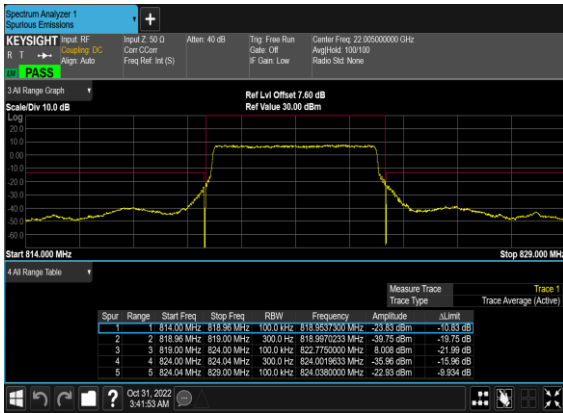 Spectrum Analyzer 1
Spurious Emissions
KEYSIGHT
R T
LW PASS
Input: RF
Coupling: DC
Align: Auto
Input Z: 50 Ω
Corr CCorr
Freq Ref: Int (S)
Atten: 40 dB
Trig: Free Run
Gate: Off
IF Gain: Low
Center Freq: 22.005000000 GHz
Avg|Hold: 100/100
Radio Std: None
3 All Range Graph
Scale/Div 10.0 dB
Ref Lvl Offset 7.60 dB
Ref Value 30.00 dBm
Log
20.0
10.0
0.00
-10.0
-20.0
-30.0
-40.0
-50.0
-60.0
Start 814.000 MHz
Stop 829.000 MHz
4 All Range Table
Measure Trace Trace 1
Trace Type Trace Average (Active)
Spur Range Start Freq Stop Freq RBW Frequency Amplitude ΔLimit
1 1 814.00 MHz 818.96 MHz 100.0 kHz 818.9537300 MHz -23.83 dBm -10.83 dB
2 2 818.96 MHz 819.00 MHz 300.0 Hz 818.9970233 MHz -39.75 dBm -19.75 dB
3 3 819.00 MHz 824.00 MHz 100.0 kHz 822.7750000 MHz 8.008 dBm -21.99 dB
4 4 824.00 MHz 824.04 MHz 300.0 Hz 824.0019633 MHz -35.96 dBm -15.96 dB
5 5 824.04 MHz 829.00 MHz 100.0 kHz 824.0380000 MHz -22.93 dBm -9.934 dB
Oct 31, 2022
3:41:53 AM